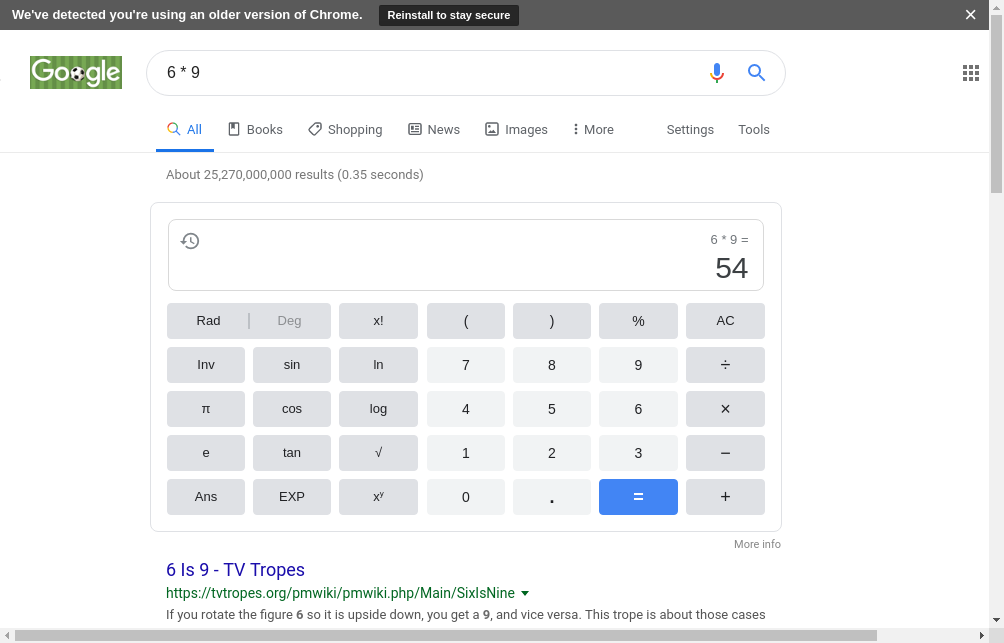 We've detected you're using an older version of Chrome. Reinstall to stay secure ✕
Google 6 * 9
All Books Shopping News Images More Settings Tools
About 25,270,000,000 results (0.35 seconds)
6 * 9 =
54
Rad | Deg x! ( ) % AC
Inv sin ln 7 8 9 ÷
π cos log 4 5 6 ×
e tan √ 1 2 3 −
Ans EXP xʸ 0 . = +
More info
6 Is 9 - TV Tropes
https://tvtropes.org/pmwiki/pmwiki.php/Main/SixIsNine
If you rotate the figure 6 so it is upside down, you get a 9, and vice versa. This trope is about those cases